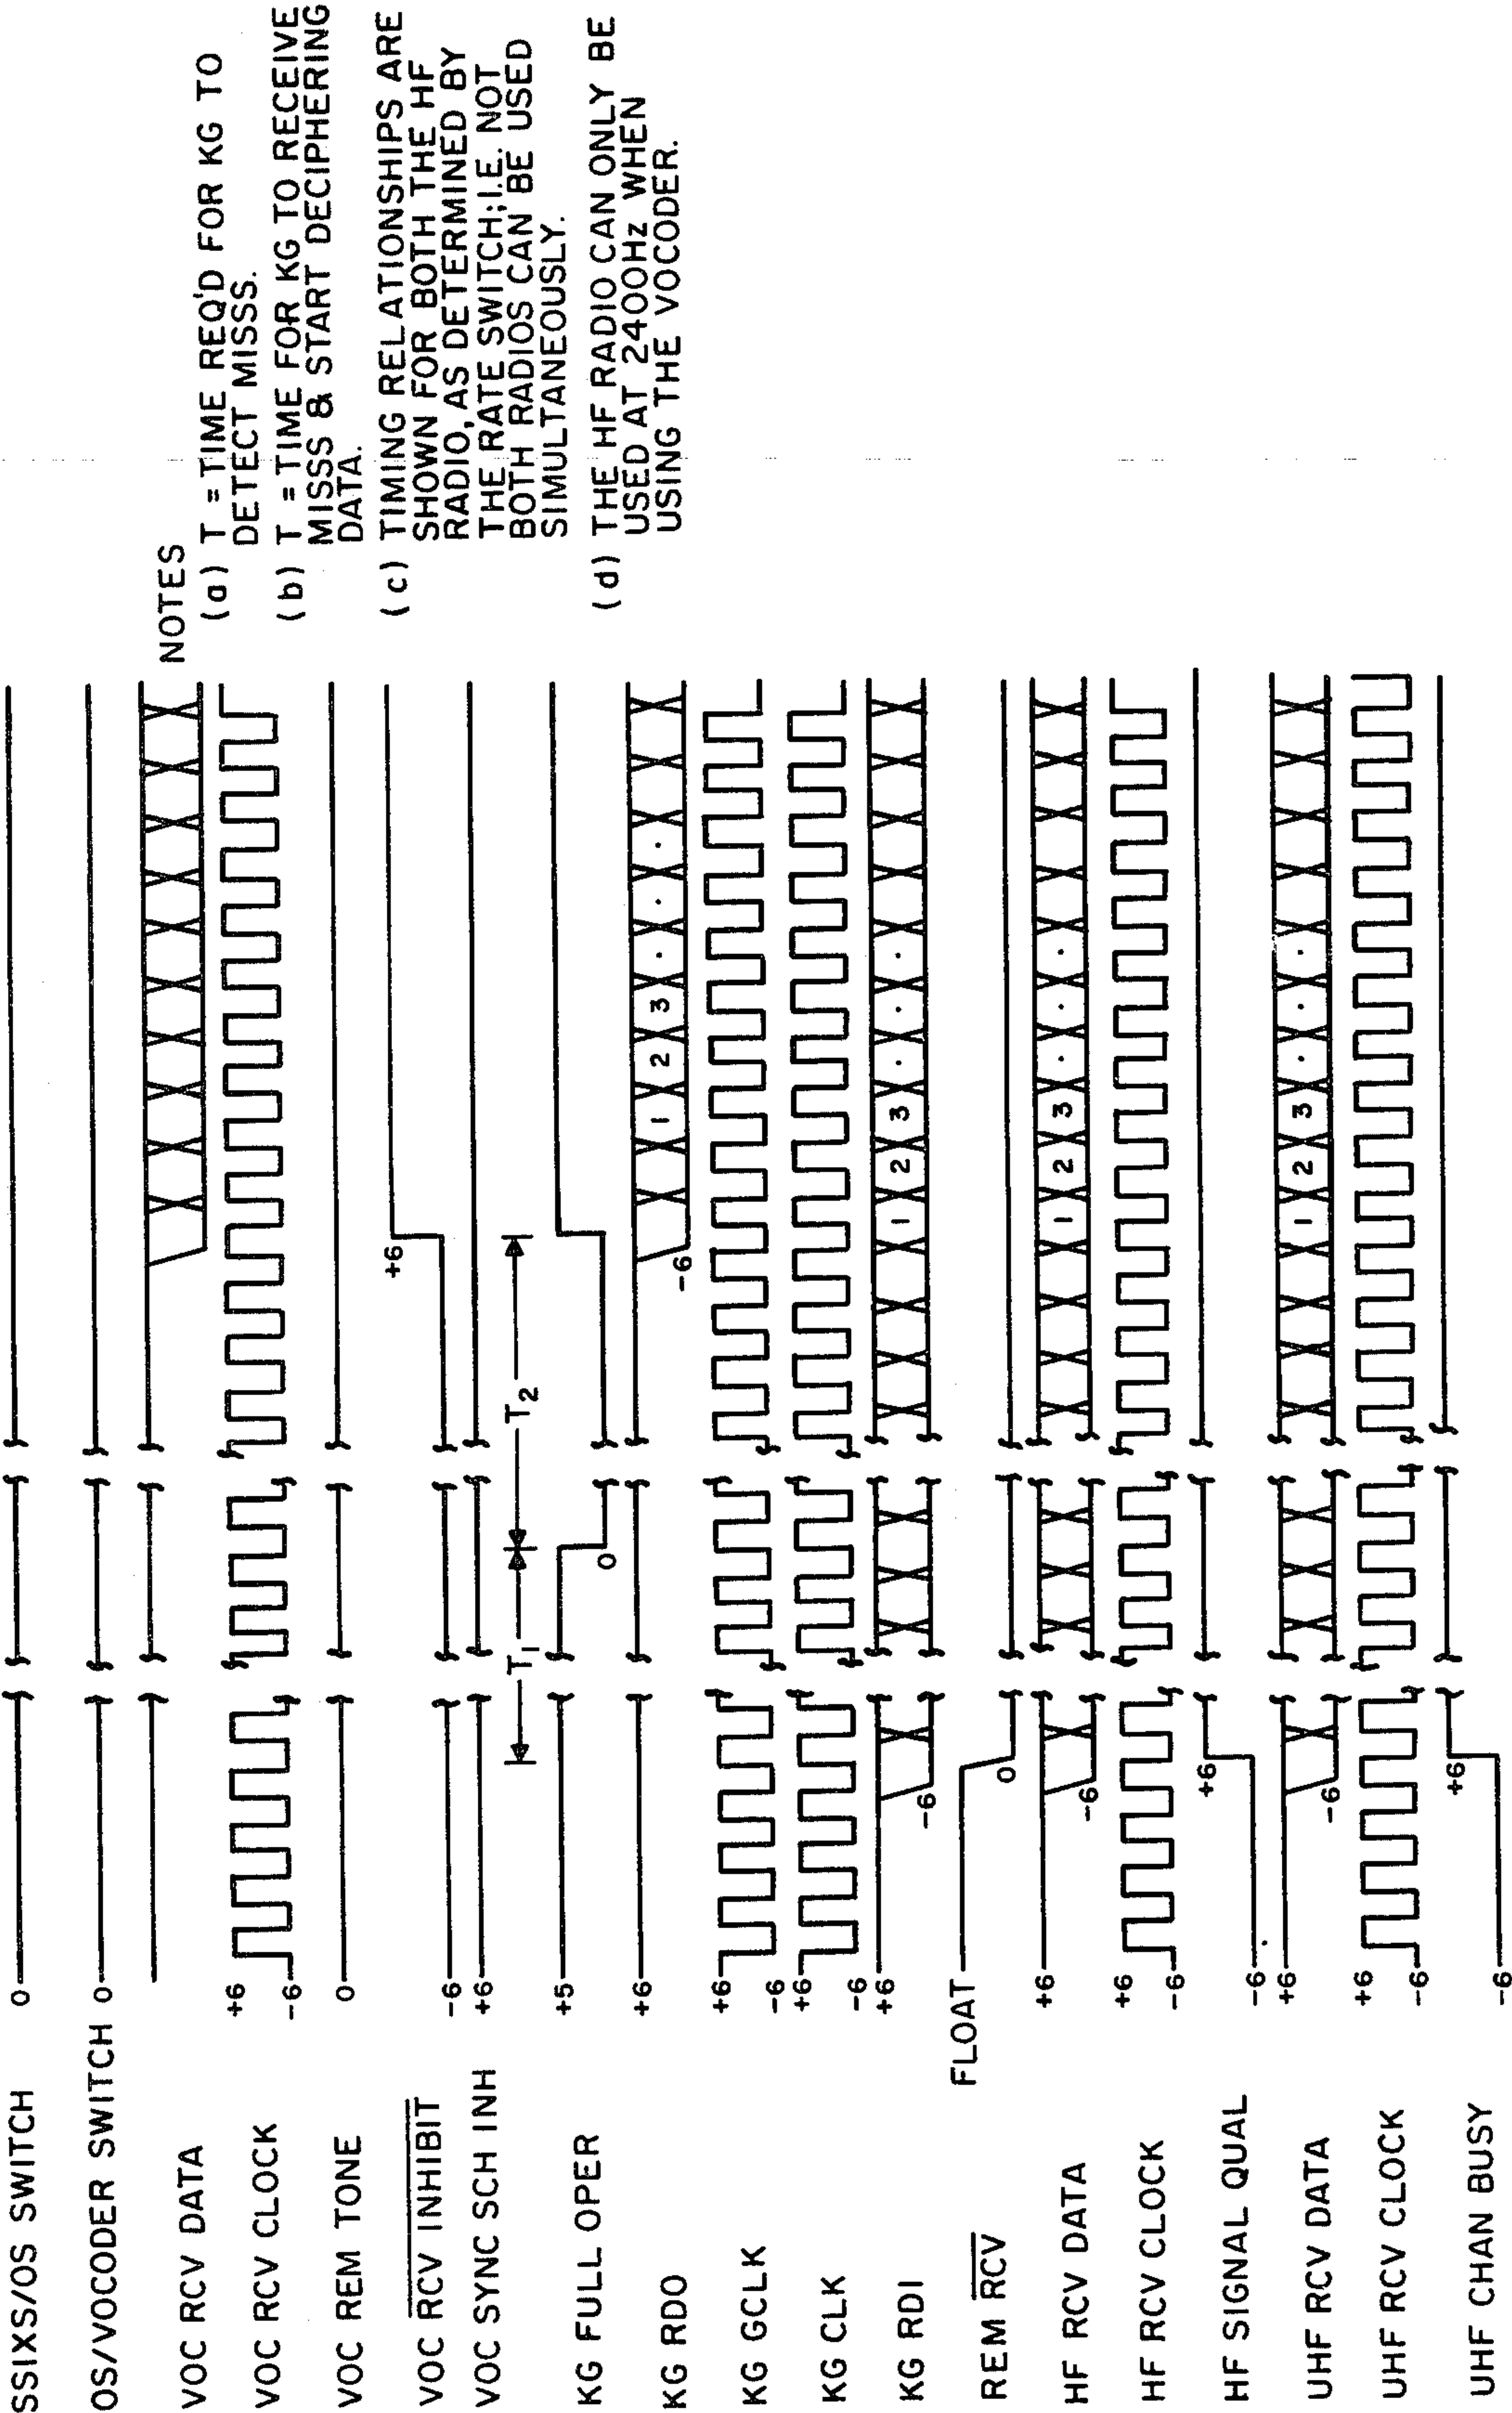 SSIXS/OS SWITCH 0
OS/VOCODER SWITCH 0
VOC RCV DATA
VOC RCV CLOCK +6 -6
VOC REM TONE 0
VOC RCV INHIBIT -6 +6
VOC SYNC SCH INH +6
T1 T2
KG FULL OPER +5 0
KG RDO +6 -6 1 2 3 . . .
KG GCLK +6 -6
KG CLK +6 -6
KG RDI +6 -6 1 2 3 . . .
REM RCV FLOAT 0
HF RCV DATA +6 -6 1 2 3 . . .
HF RCV CLOCK +6 -6
HF SIGNAL QUAL -6 +6
UHF RCV DATA +6 -6 1 2 3 . . .
UHF RCV CLOCK +6 -6
UHF CHAN BUSY -6 +6
NOTES
(a) T = TIME REQ'D FOR KG TO
DETECT MISSS.
(b) T = TIME FOR KG TO RECEIVE
MISSS & START DECIPHERING
DATA.
(c) TIMING RELATIONSHIPS ARE
SHOWN FOR BOTH THE HF
RADIO, AS DETERMINED BY
THE RATE SWITCH; I.E. NOT
BOTH RADIOS CAN BE USED
SIMULTANEOUSLY.
(d) THE HF RADIO CAN ONLY BE
USED AT 2400Hz WHEN
USING THE VOCODER.